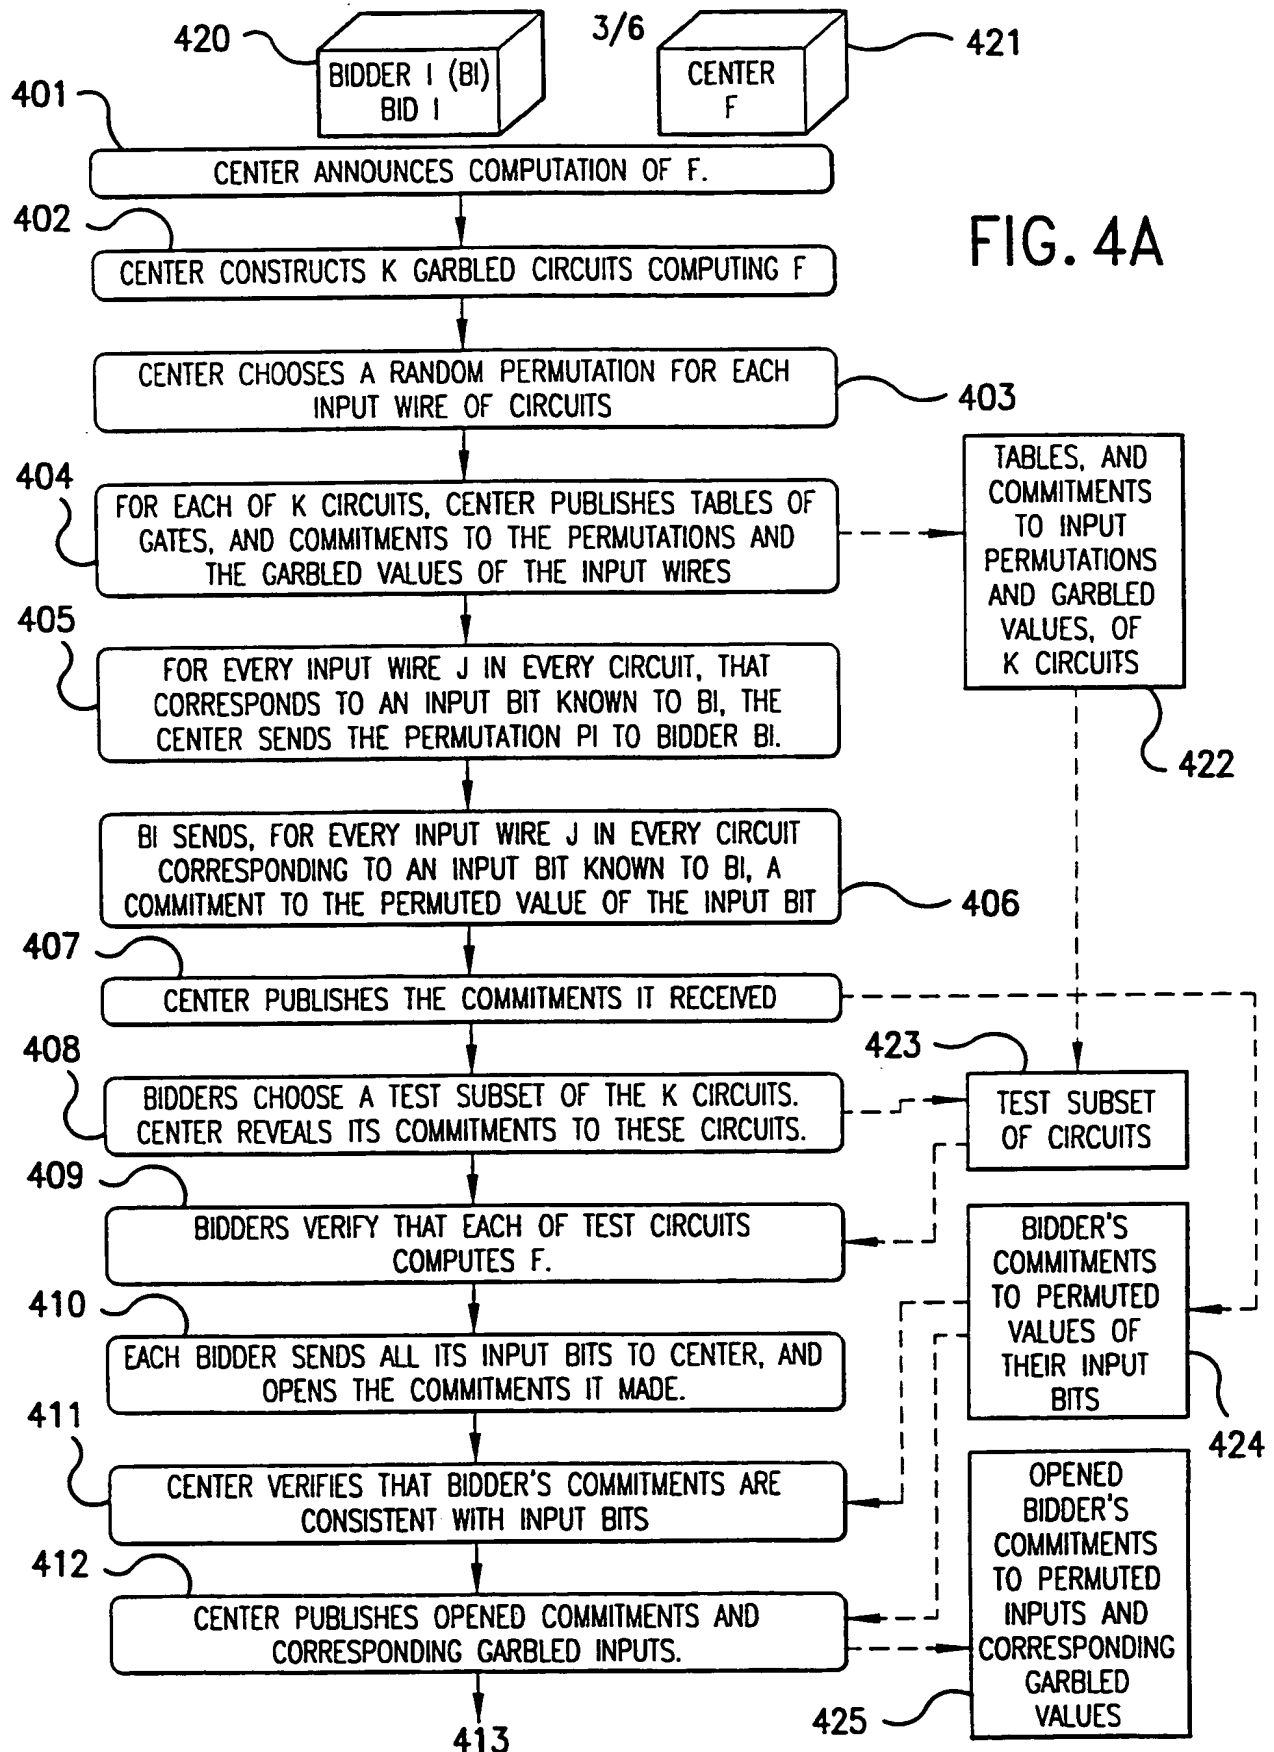 3/6
420
BIDDER I (BI)
BID I
CENTER
F
421
401
CENTER ANNOUNCES COMPUTATION OF F.
402
CENTER CONSTRUCTS K GARBLED CIRCUITS COMPUTING F
FIG. 4A
CENTER CHOOSES A RANDOM PERMUTATION FOR EACH
INPUT WIRE OF CIRCUITS
403
404
FOR EACH OF K CIRCUITS, CENTER PUBLISHES TABLES OF
GATES, AND COMMITMENTS TO THE PERMUTATIONS AND
THE GARBLED VALUES OF THE INPUT WIRES
TABLES, AND
COMMITMENTS
TO INPUT
PERMUTATIONS
AND GARBLED
VALUES, OF
K CIRCUITS
422
405
FOR EVERY INPUT WIRE J IN EVERY CIRCUIT, THAT
CORRESPONDS TO AN INPUT BIT KNOWN TO BI, THE
CENTER SENDS THE PERMUTATION PI TO BIDDER BI.
BI SENDS, FOR EVERY INPUT WIRE J IN EVERY CIRCUIT
CORRESPONDING TO AN INPUT BIT KNOWN TO BI, A
COMMITMENT TO THE PERMUTED VALUE OF THE INPUT BIT
406
407
CENTER PUBLISHES THE COMMITMENTS IT RECEIVED
408
BIDDERS CHOOSE A TEST SUBSET OF THE K CIRCUITS.
CENTER REVEALS ITS COMMITMENTS TO THESE CIRCUITS.
423
TEST SUBSET
OF CIRCUITS
409
BIDDERS VERIFY THAT EACH OF TEST CIRCUITS
COMPUTES F.
BIDDER'S
COMMITMENTS
TO PERMUTED
VALUES OF
THEIR INPUT
BITS
424
410
EACH BIDDER SENDS ALL ITS INPUT BITS TO CENTER, AND
OPENS THE COMMITMENTS IT MADE.
411
CENTER VERIFIES THAT BIDDER'S COMMITMENTS ARE
CONSISTENT WITH INPUT BITS
412
CENTER PUBLISHES OPENED COMMITMENTS AND
CORRESPONDING GARBLED INPUTS.
OPENED
BIDDER'S
COMMITMENTS
TO PERMUTED
INPUTS AND
CORRESPONDING
GARBLED
VALUES
425
413